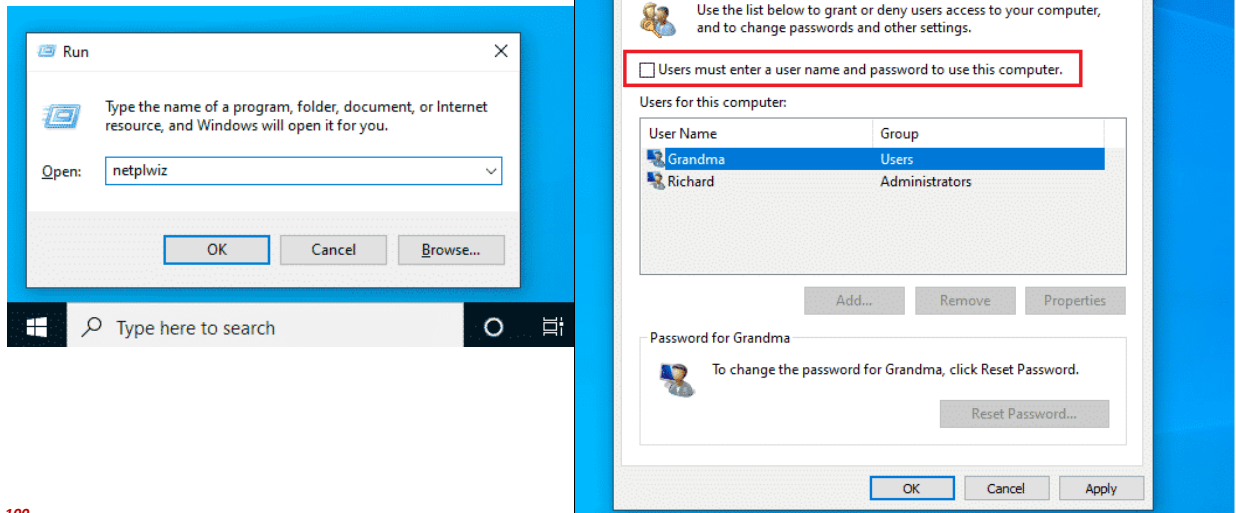 Run
Type the name of a program, folder, document, or Internet
resource, and Windows will open it for you.
Open:
netplwiz
OK
Cancel
Browse...
Type here to search
Use the list below to grant or deny users access to your computer,
and to change passwords and other settings.
Users must enter a user name and password to use this computer.
Users for this computer:
User Name Group
Grandma Users
Richard Administrators
Add... Remove Properties
Password for Grandma
To change the password for Grandma, click Reset Password.
Reset Password...
OK Cancel Apply